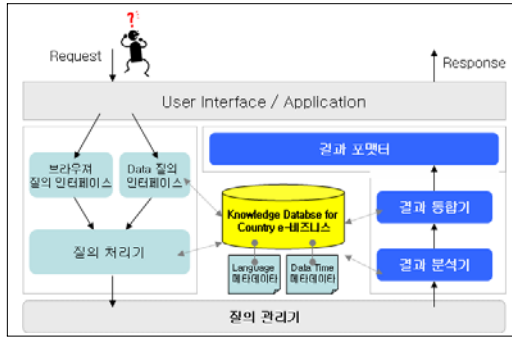 ?
Request
Response
User Interface / Application
브라우져
질의 인터페이스
Data 질의
인터페이스
결과 포맷터
Knowledge Databse for
Country e-비즈니스
결과 통합기
질의 처리기
Language
메타데이타
Data Time
메타데이타
결과 분석기
질의 관리기